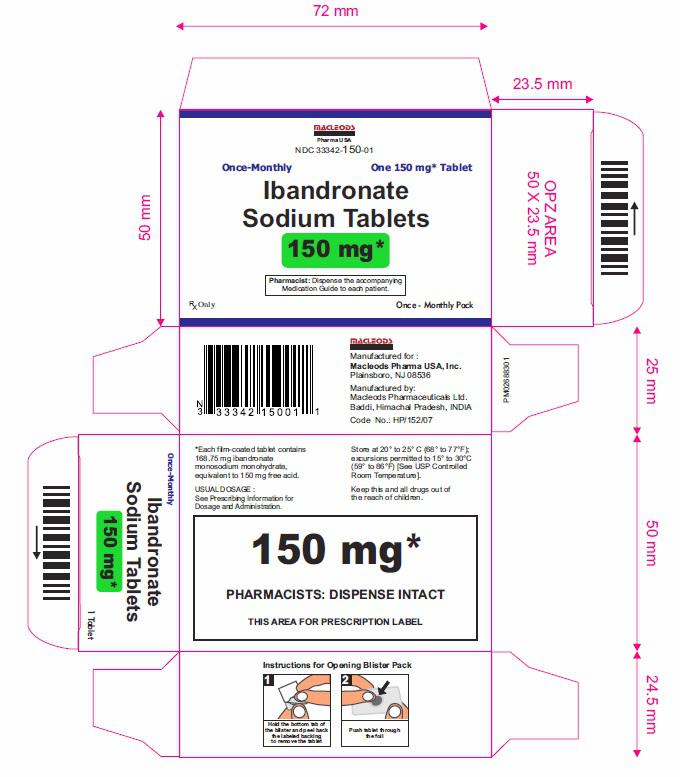 72 mm
23.5 mm
MACLEODS
Pharma USA
NDC 33342-150-01
Once-Monthly
One 150 mg* Tablet
Ibandronate
Sodium Tablets
150 mg*
Pharmacist: Dispense the accompanying
Medication Guide to each patient.
Rx Only
Once - Monthly Pack
50 mm
OPZ AREA
50 X 23.5 mm
N
3 33342 15001 1
MACLEODS
Manufactured for :
Macleods Pharma USA, Inc.
Plainsboro, NJ 08536
Manufactured by:
Macleods Pharmaceuticals Ltd.
Baddi, Himachal Pradesh, INDIA
Code No.: HP/152/07
PM02688301
25 mm
Once-Monthly
Ibandronate
Sodium Tablets
150 mg*
1 Tablet
*Each film-coated tablet contains
168.75 mg ibandronate
monosodium monohydrate,
equivalent to 150 mg free acid.
USUAL DOSAGE :
See Prescribing Information for
Dosage and Administration.
Store at 20° to 25° C (68° to 77°F);
excursions permitted to 15° to 30°C
(59° to 86°F) [See USP Controlled
Room Temperature].
Keep this and all drugs out of
the reach of children.
150 mg*
PHARMACISTS: DISPENSE INTACT
THIS AREA FOR PRESCRIPTION LABEL
50 mm
Instructions for Opening Blister Pack
1
Hold the bottom tab of
the blister and peel back
the labeled backing
to remove the tablet
2
Push tablet through
the foil
24.5 mm